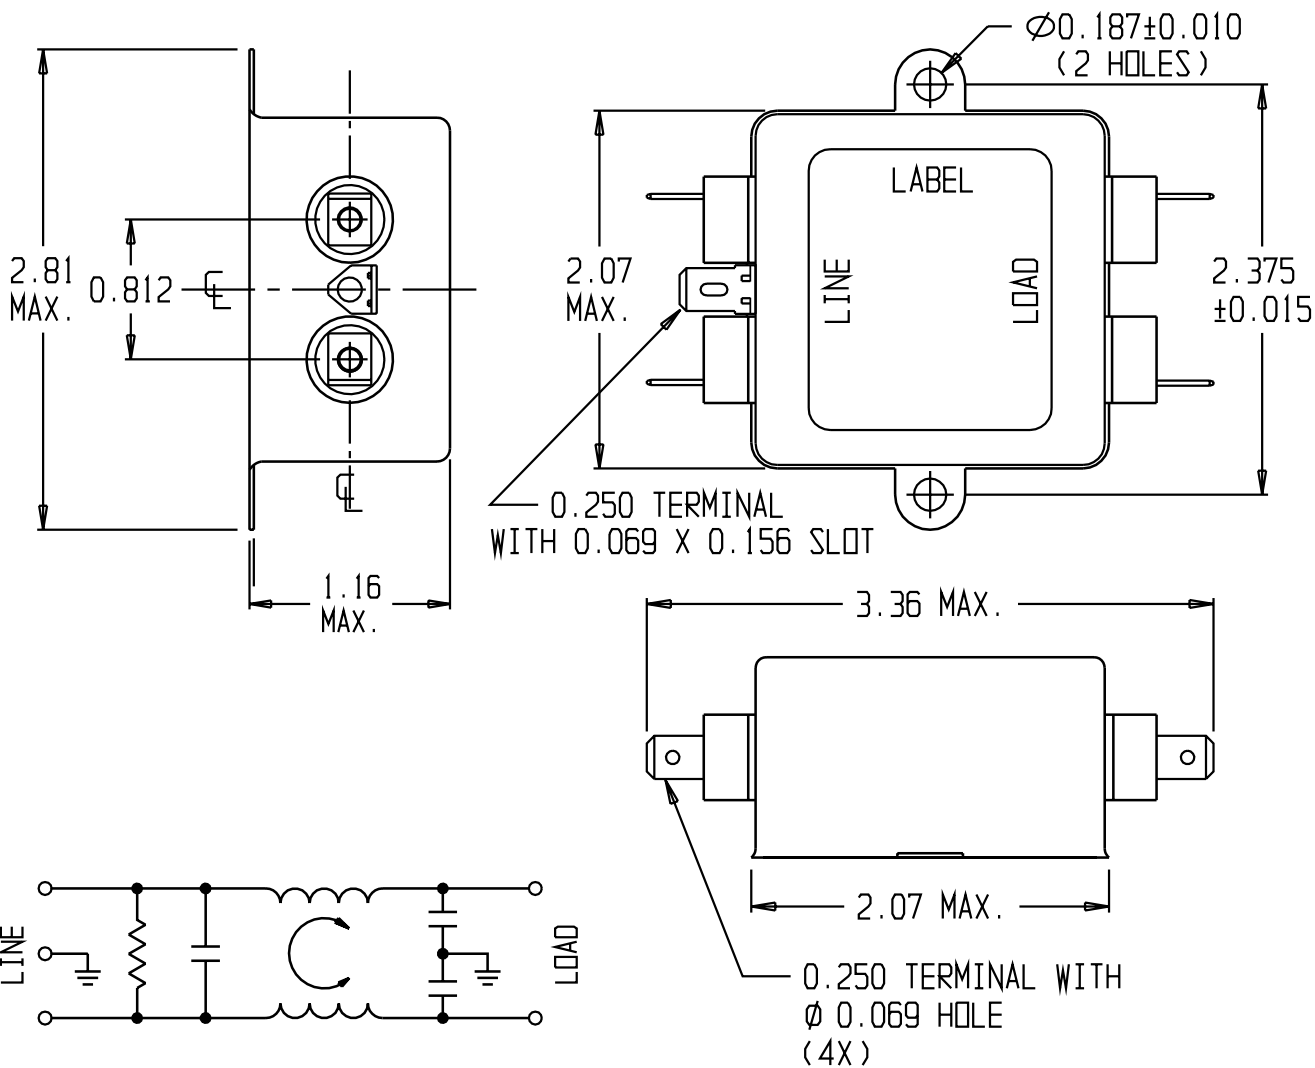 Ø0.187±0.010
(2 HOLES)
2.81
MAX.
0.812
2.07
MAX.
LABEL
LINE
LOAD
2.375
±0.015
0.250 TERMINAL
WITH 0.069 X 0.156 SLOT
1.16
MAX.
3.36 MAX.
2.07 MAX.
0.250 TERMINAL WITH
Ø 0.069 HOLE
(4X)
LINE
LOAD